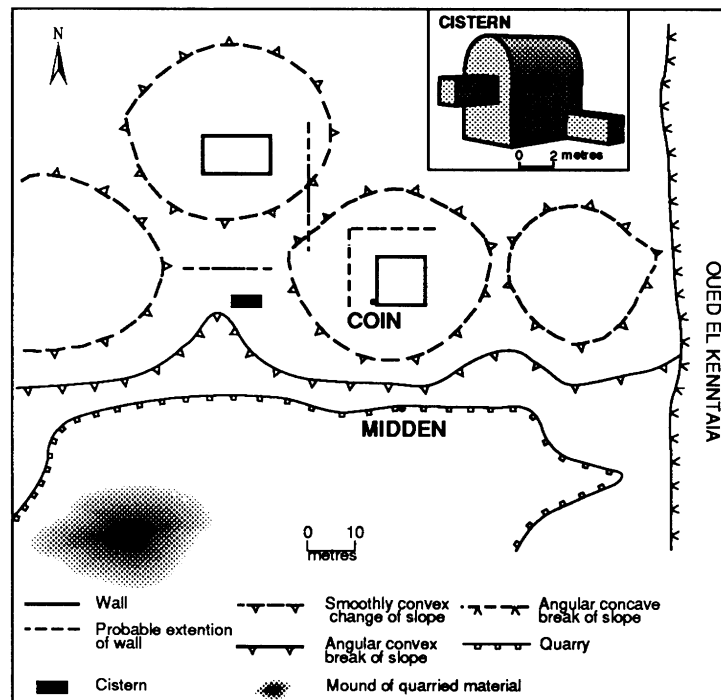 N
CISTERN
0 2 metres
OUED EL KENNTAIA
COIN
MIDDEN
0 10
metres
Wall
Probable extention
of wall
Cistern
Smoothly convex
change of slope
Angular convex
break of slope
Mound of quarried material
Angular concave
break of slope
Quarry